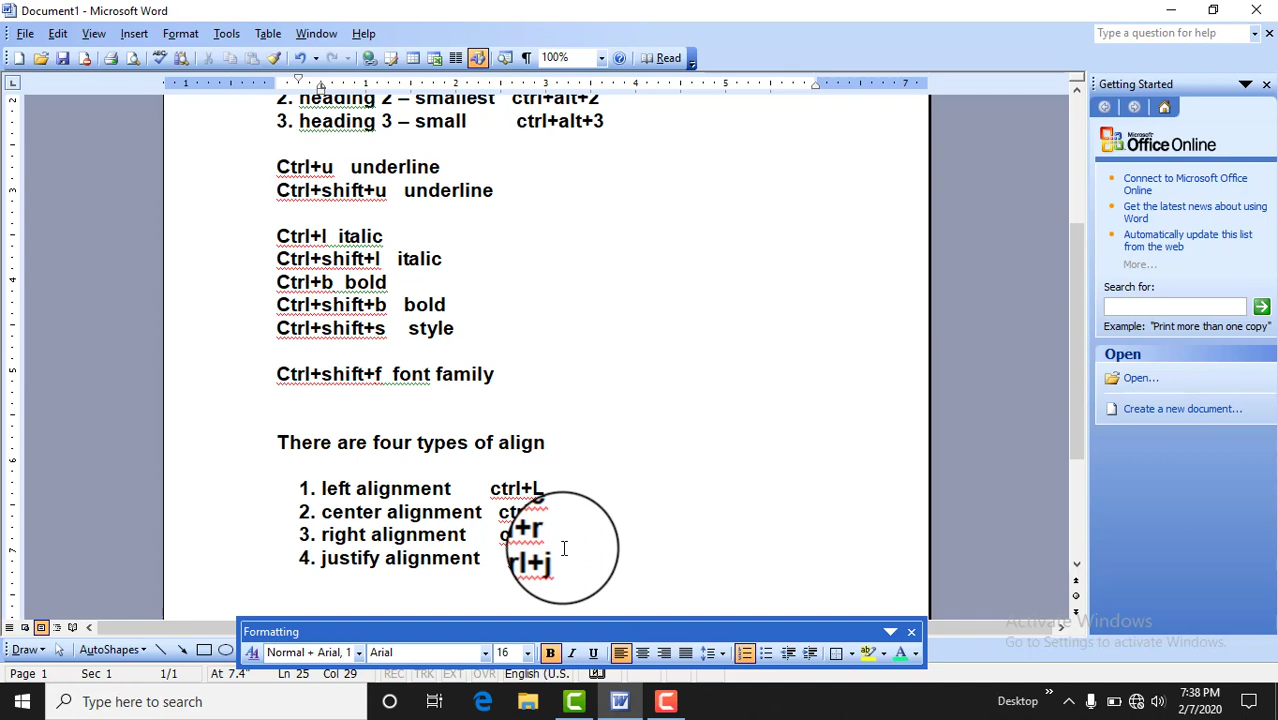 Document1 - Microsoft Word
File Edit View Insert Format Tools Table Window Help
Type a question for help
100%
Read
1 1 2 3 4 5 7
Getting Started
Microsoft
Office Online
Connect to Microsoft Office
Online
Get the latest news about using
Word
Automatically update this list
from the web
More...
Search for:
Example: "Print more than one copy"
Open
Open...
Create a new document...
2. heading 2 – smallest ctrl+alt+2
3. heading 3 – small ctrl+alt+3
Ctrl+u underline
Ctrl+shift+u underline
Ctrl+l italic
Ctrl+shift+l italic
Ctrl+b bold
Ctrl+shift+b bold
Ctrl+shift+s style
Ctrl+shift+f font family
There are four types of align
1. left alignment ctrl+L
2. center alignment
3. right alignment +r
4. justify alignment rl+j
Activate Windows
Go to Settings to activate Windows.
Formatting
Normal + Arial, 1 Arial 16 B I U
Draw AutoShapes
Page 1 Sec 1 1/1 At 7.4" Ln 25 Col 29 REC TRK EXT OVR English (U.S.
Type here to search
Desktop
7:38 PM
2/7/2020